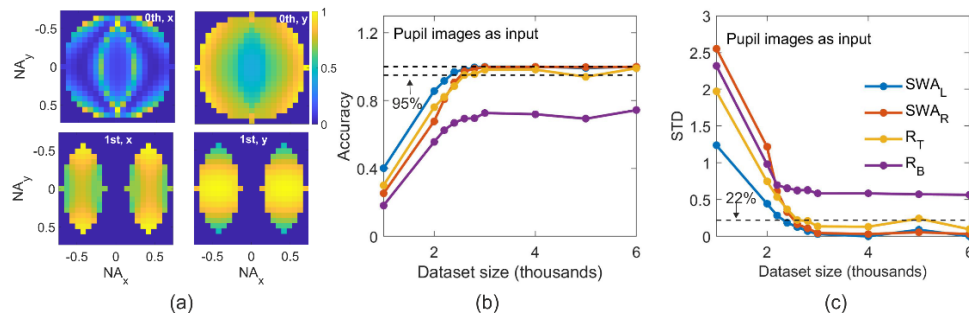 0th, x
0th, y
1
0
-0.5
0
0.5
NAy
1st, x
1st, y
-0.5
0
0.5
NAy
-0.5 0 0.5
-0.5 0 0.5
NAx
NAx
(a)
Pupil images as input
95%
1.2
0.8
0.4
0
Accuracy
1 2 3 4 5 6
Dataset size (thousands)
(b)
Pupil images as input
SWAL
SWAR
RT
RB
22%
3
2.5
2
1.5
1
0.5
0
STD
2 3 4 5 6
Dataset size (thousands)
(c)